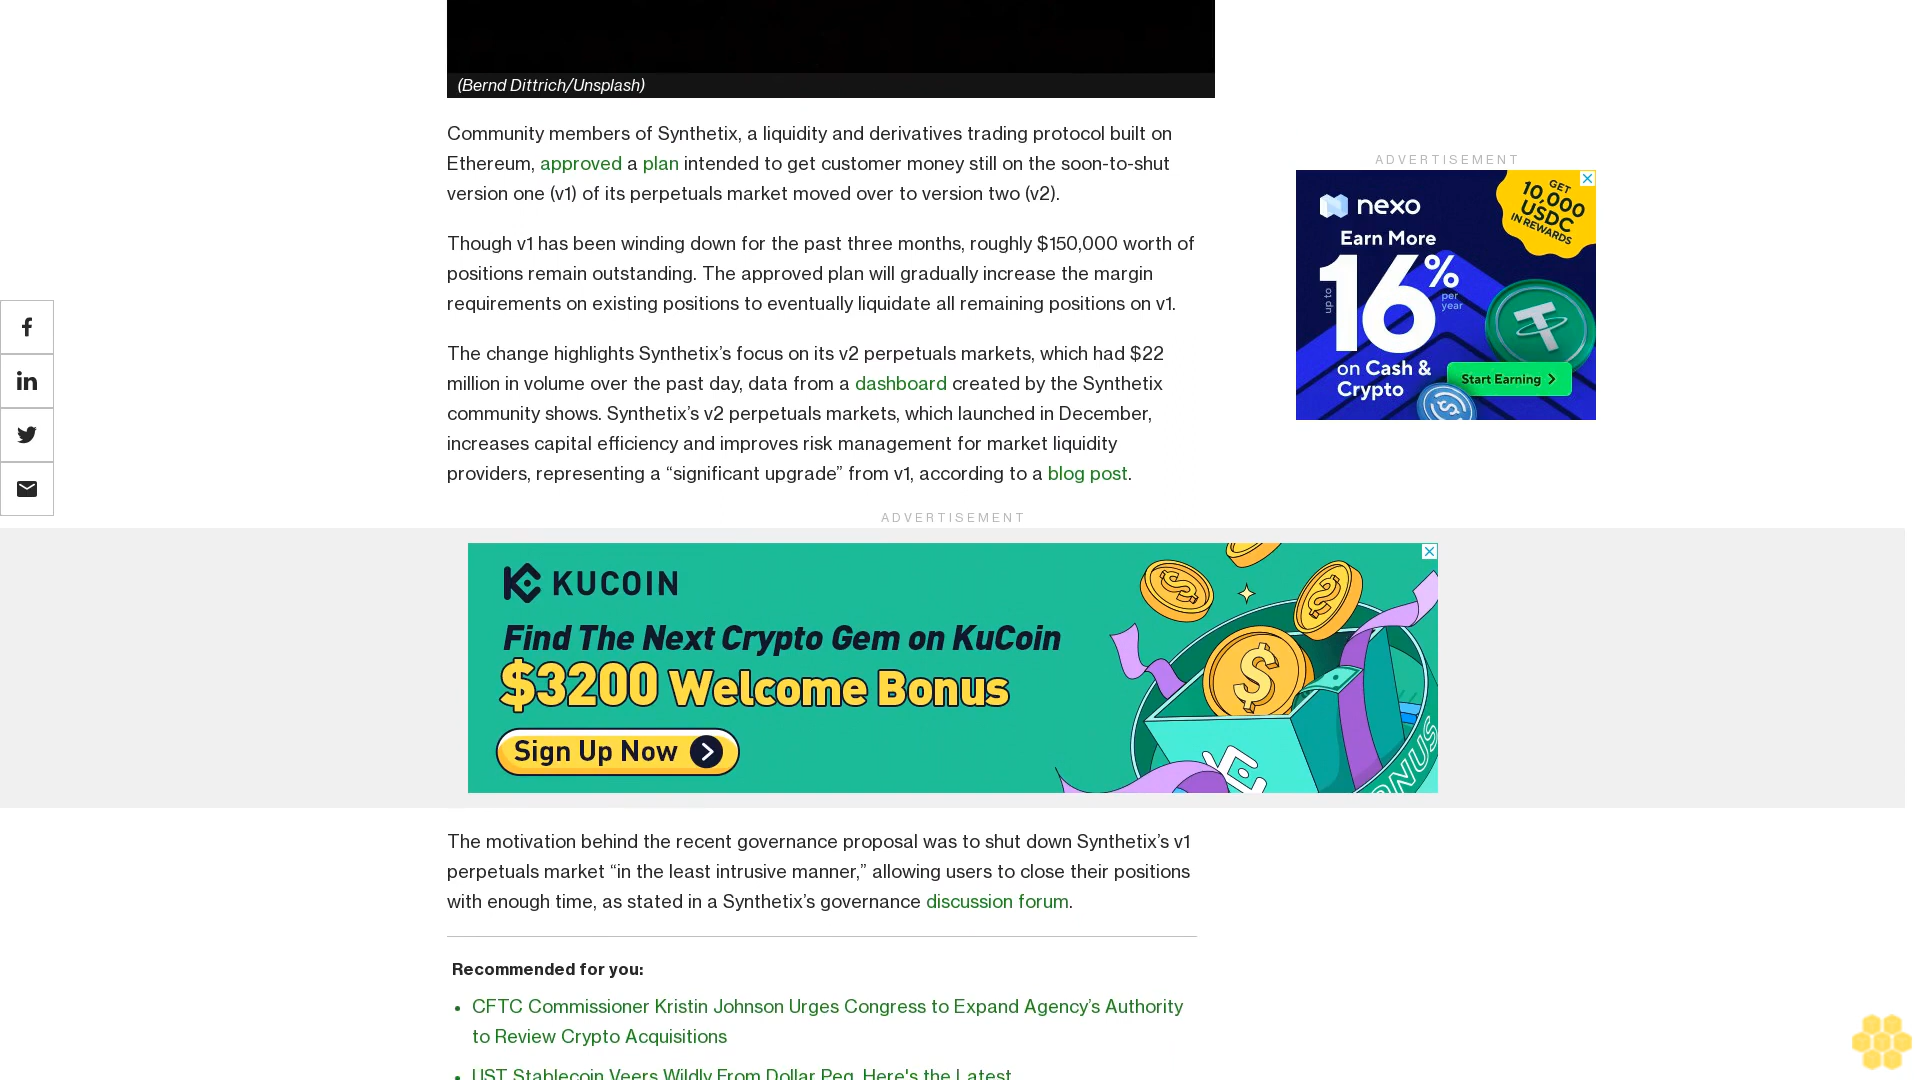 (Bernd Dittrich/Unsplash)
Community members of Synthetix, a liquidity and derivatives trading protocol built on
Ethereum, approved a plan intended to get customer money still on the soon-to-shut
version one (v1) of its perpetuals market moved over to version two (v2).
Though v1 has been winding down for the past three months, roughly $150,000 worth of
positions remain outstanding. The approved plan will gradually increase the margin
requirements on existing positions to eventually liquidate all remaining positions on v1.
The change highlights Synthetix’s focus on its v2 perpetuals markets, which had $22
million in volume over the past day, data from a dashboard created by the Synthetix
community shows. Synthetix’s v2 perpetuals markets, which launched in December,
increases capital efficiency and improves risk management for market liquidity
providers, representing a “significant upgrade” from v1, according to a blog post.
ADVERTISEMENT
nexo
GET
10,000
USDC
IN REWARDS
Earn More
up to
16%
per
year
on Cash &
Crypto
Start Earning
ADVERTISEMENT
KUCOIN
Find The Next Crypto Gem on KuCoin
$3200 Welcome Bonus
Sign Up Now
BONUS
The motivation behind the recent governance proposal was to shut down Synthetix’s v1
perpetuals market “in the least intrusive manner,” allowing users to close their positions
with enough time, as stated in a Synthetix’s governance discussion forum.
Recommended for you:
• CFTC Commissioner Kristin Johnson Urges Congress to Expand Agency’s Authority
to Review Crypto Acquisitions
• UST Stablecoin Veers Wildly From Dollar Peg. Here's the Latest